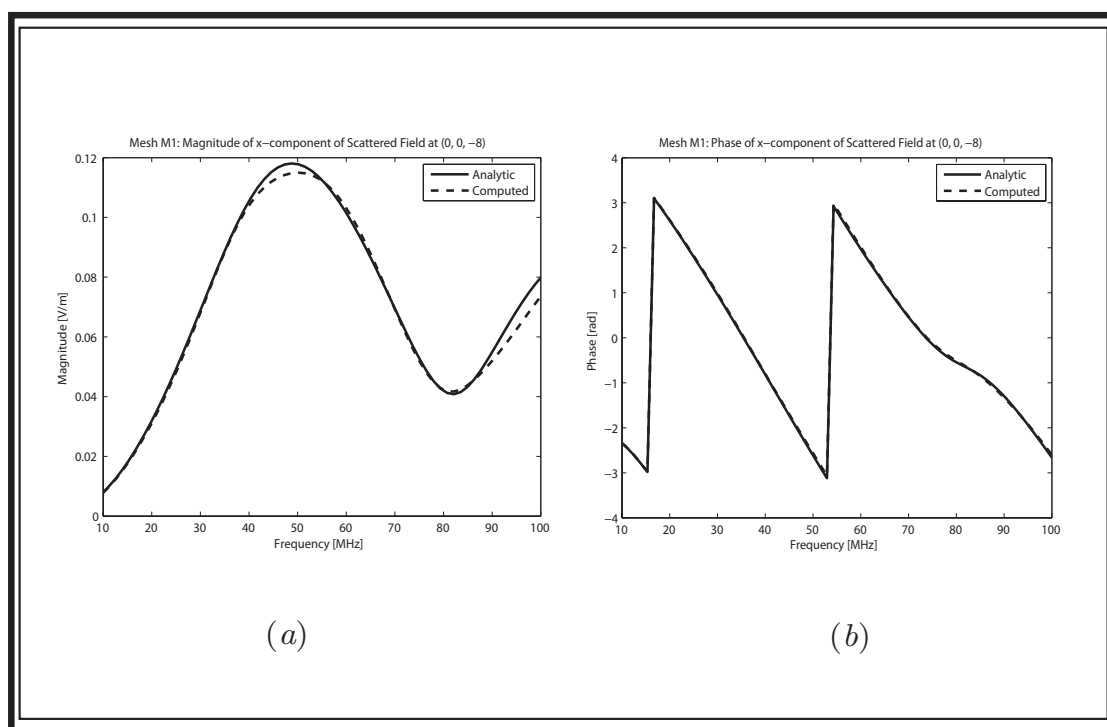 Mesh M1: Magnitude of x−component of Scattered Field at (0, 0, −8)
0.12
0.1
0.08
0.06
0.04
0.02
0
Magnitude [V/m]
Analytic
Computed
10 20 30 40 50 60 70 80 90 100
Frequency [MHz]
(a)
Mesh M1: Phase of x−component of Scattered Field at (0, 0, −8)
4
3
2
1
0
−1
−2
−3
−4
Phase [rad]
Analytic
Computed
10 20 30 40 50 60 70 80 90 100
Frequency [MHz]
(b)